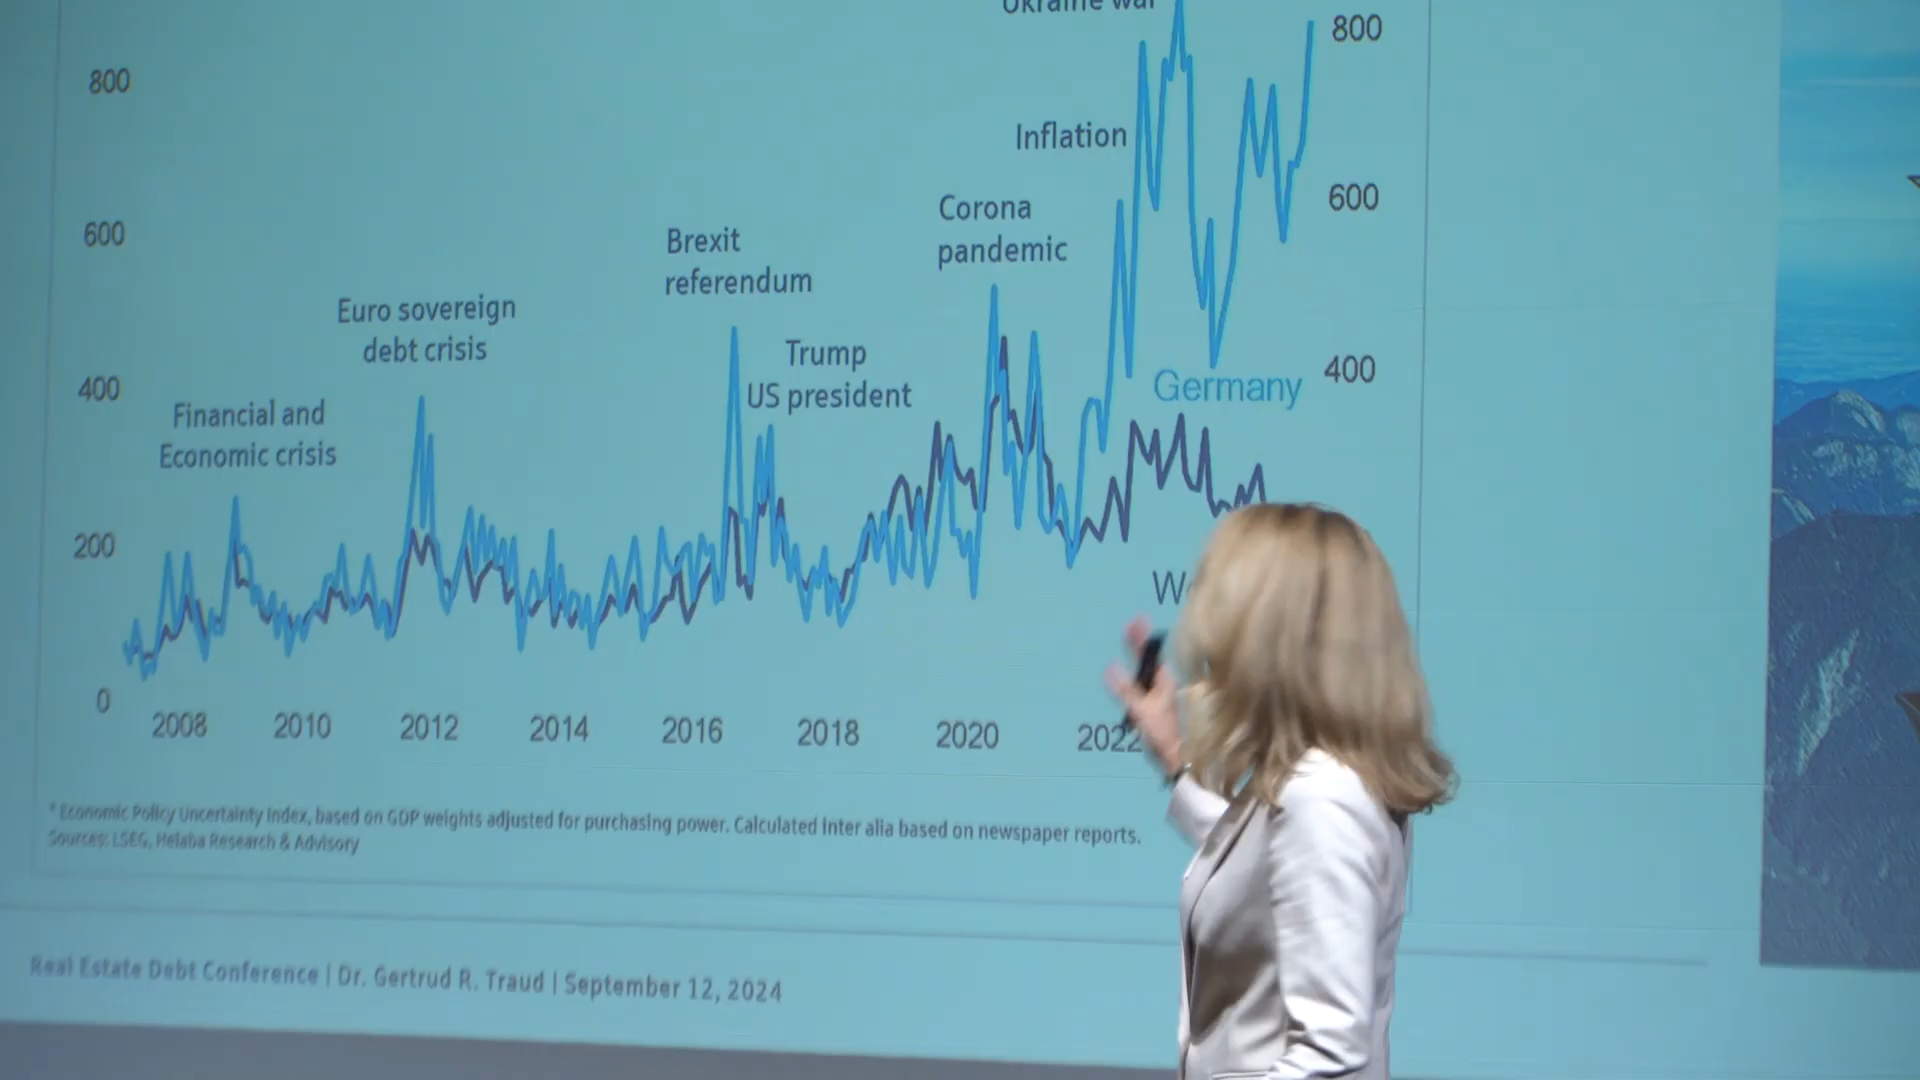 Ukraine war
800
800
Inflation
600
600
Corona
pandemic
Brexit
referendum
Euro sovereign
debt crisis
Trump
US president
400
400
Germany
Financial and
Economic crisis
200
0
2008 2010 2012 2014 2016 2018 2020 2022
* Economic Policy Uncertainty Index, based on GDP weights adjusted for purchasing power. Calculated inter alia based on newspaper reports.
Sources: LSEG, Helaba Research & Advisory
Real Estate Debt Conference | Dr. Gertrud R. Traud | September 12, 2024